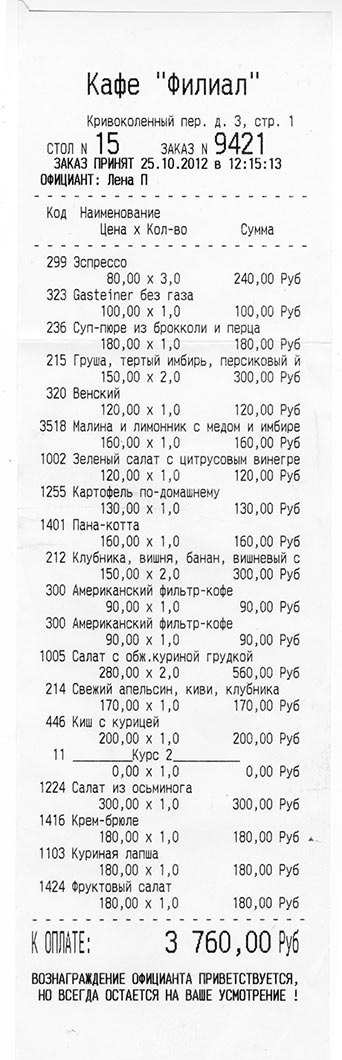 Кафе "Филиал"
Кривоколенный пер. д. 3, стр. 1
СТОЛ N 15 ЗАКАЗ N 9421
ЗАКАЗ ПРИНЯТ 25.10.2012 в 12:15:13
ОФИЦИАНТ: Лена П
Код Наименование
Цена х Кол-во Сумма
299 Эспрессо
80,00 х 3,0 240,00 Руб
323 Gasteiner без газа
100,00 х 1,0 100,00 Руб
236 Суп-пюре из брокколи и перца
180,00 х 1,0 180,00 Руб
215 Груша, тертый имбирь, персиковый й
150,00 х 2,0 300,00 Руб
320 Венский
120,00 х 1,0 120,00 Руб
3518 Малина и лимонник с медом и имбире
160,00 х 1,0 160,00 Руб
1002 Зеленый салат с цитрусовым винегре
120,00 х 1,0 120,00 Руб
1255 Картофель по-домашнему
130,00 х 1,0 130,00 Руб
1401 Пана-котта
160,00 х 1,0 160,00 Руб
212 Клубника, вишня, банан, вишневый с
150,00 х 2,0 300,00 Руб
300 Американский фильтр-кофе
90,00 х 1,0 90,00 Руб
300 Американский фильтр-кофе
90,00 х 1,0 90,00 Руб
1005 Салат с обж.куриной грудкой
280,00 х 2,0 560,00 Руб
214 Свежий апельсин, киви, клубника
170,00 х 1,0 170,00 Руб
446 Киш с курицей
200,00 х 1,0 200,00 Руб
11 ________Курс 2_________
0,00 х 1,0 0,00 Руб
1224 Салат из осьминога
300,00 х 1,0 300,00 Руб
1416 Крем-брюле
180,00 х 1,0 180,00 Руб
1103 Куриная лапша
180,00 х 1,0 180,00 Руб
1424 Фруктовый салат
180,00 х 1,0 180,00 Руб
К ОПЛАТЕ: 3 760,00 Руб
ВОЗНАГРАЖДЕНИЕ ОФИЦИАНТА ПРИВЕТСТВУЕТСЯ,
НО ВСЕГДА ОСТАЕТСЯ НА ВАШЕ УСМОТРЕНИЕ !